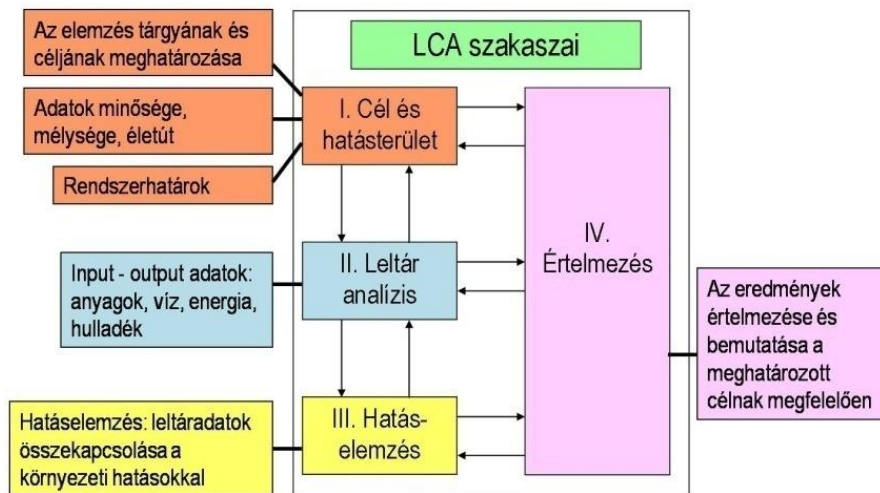 LCA szakaszai
Az elemzés tárgyának és
céljának meghatározása
Adatok minősége,
mélysége, életút
Rendszerhatárok
I. Cél és
hatásterület
Input - output adatok:
anyagok, víz, energia,
hulladék
II. Leltár
analízis
Hatáselemzés: leltáradatok
összekapcsolása a
környezeti hatásokkal
III. Hatás-
elemzés
IV.
Értelmezés
Az eredmények
értelmezése és
bemutatása a
meghatározott
célnak megfelelően